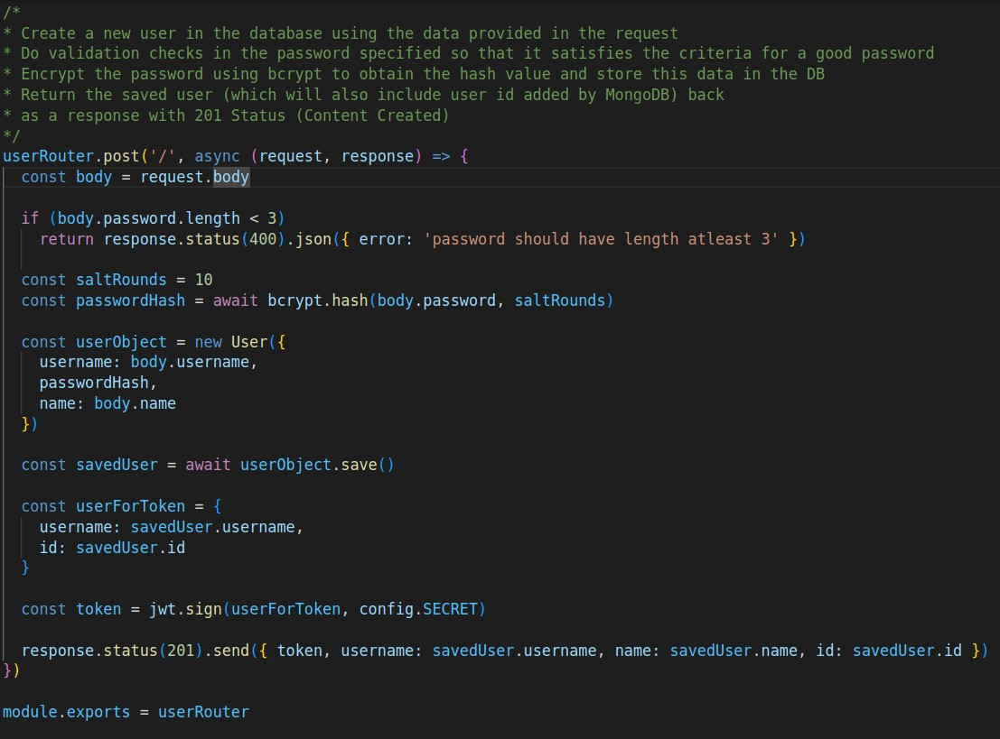 /*
* Create a new user in the database using the data provided in the request
* Do validation checks in the password specified so that it satisfies the criteria for a good password
* Encrypt the password using bcrypt to obtain the hash value and store this data in the DB
* Return the saved user (which will also include user id added by MongoDB) back
* as a response with 201 Status (Content Created)
*/
userRouter.post('/', async (request, response) => {
  const body = request.body

  if (body.password.length < 3)
    return response.status(400).json({ error: 'password should have length atleast 3' })

  const saltRounds = 10
  const passwordHash = await bcrypt.hash(body.password, saltRounds)

  const userObject = new User({
    username: body.username,
    passwordHash,
    name: body.name
  })

  const savedUser = await userObject.save()

  const userForToken = {
    username: savedUser.username,
    id: savedUser.id
  }

  const token = jwt.sign(userForToken, config.SECRET)

  response.status(201).send({ token, username: savedUser.username, name: savedUser.name, id: savedUser.id })
})

module.exports = userRouter